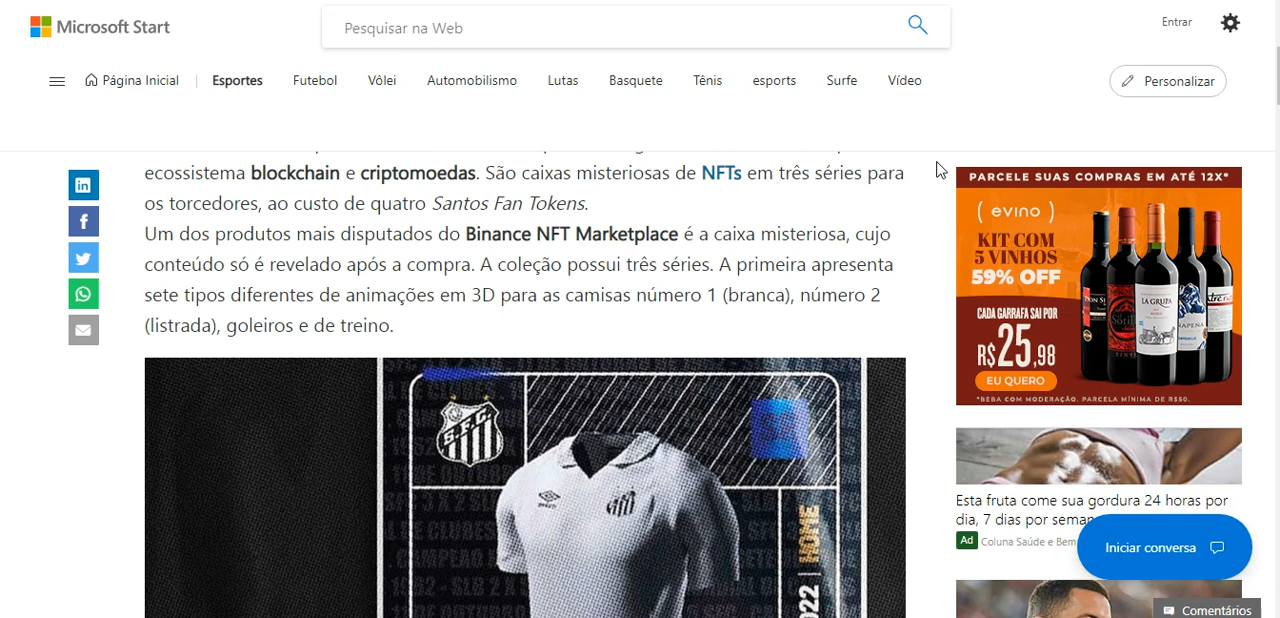 Microsoft Start
Pesquisar na Web
Entrar
Página Inicial
Esportes
Futebol
Vôlei
Automobilismo
Lutas
Basquete
Tênis
esports
Surfe
Vídeo
Personalizar
ecossistema blockchain e criptomoedas. São caixas misteriosas de NFTs em três séries para
os torcedores, ao custo de quatro Santos Fan Tokens.
Um dos produtos mais disputados do Binance NFT Marketplace é a caixa misteriosa, cujo
conteúdo só é revelado após a compra. A coleção possui três séries. A primeira apresenta
sete tipos diferentes de animações em 3D para as camisas número 1 (branca), número 2
(listrada), goleiros e de treino.
S.F.C.
HOME
2022
PARCELE SUAS COMPRAS EM ATÉ 12X*
(evino)
KIT COM
5 VINHOS
59% OFF
CADA GARRAFA SAI POR
R$25,98
EU QUERO
*BEBA COM MODERAÇÃO. PARCELA MÍNIMA DE R$50.
LA GRUPA
Esta fruta come sua gordura 24 horas por
dia, 7 dias por seman
Ad Coluna Saúde e Bem
Iniciar conversa
Comentários